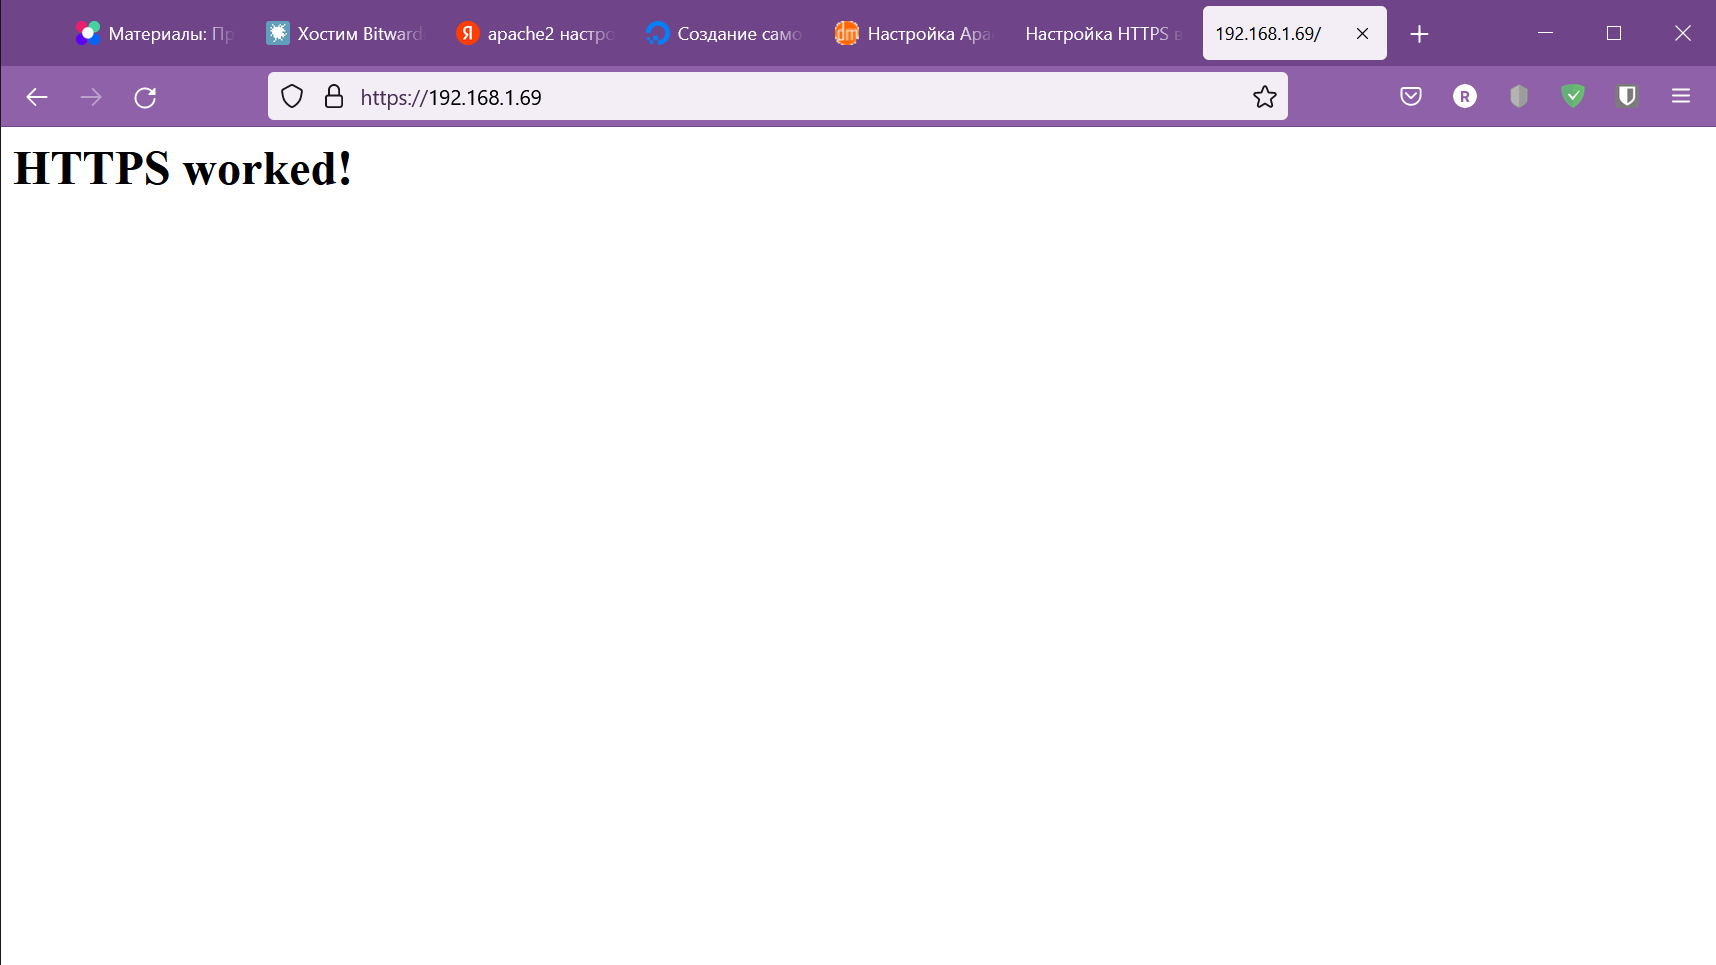 Материалы: Пр
Хостим Bitward
Я apache2 настро
Создание само
dm Настройка Apa
Настройка HTTPS в
192.168.1.69/
https://192.168.1.69
R
HTTPS worked!